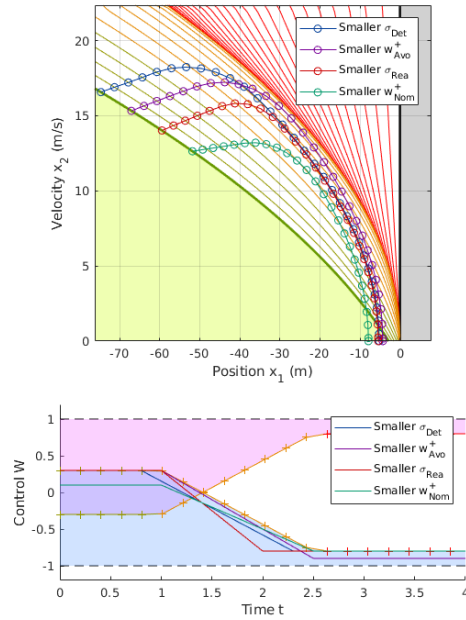 20
15
10
5
0
Velocity x2 (m/s)
-70 -60 -50 -40 -30 -20 -10 0
Position x1 (m)
Smaller σDet
Smaller w+Avo
Smaller σRea
Smaller w+Nom
1
0.5
0
-0.5
-1
Control W
0 0.5 1 1.5 2 2.5 3 3.5 4
Time t
Smaller σDet
Smaller w+Avo
Smaller σRea
Smaller w+Nom